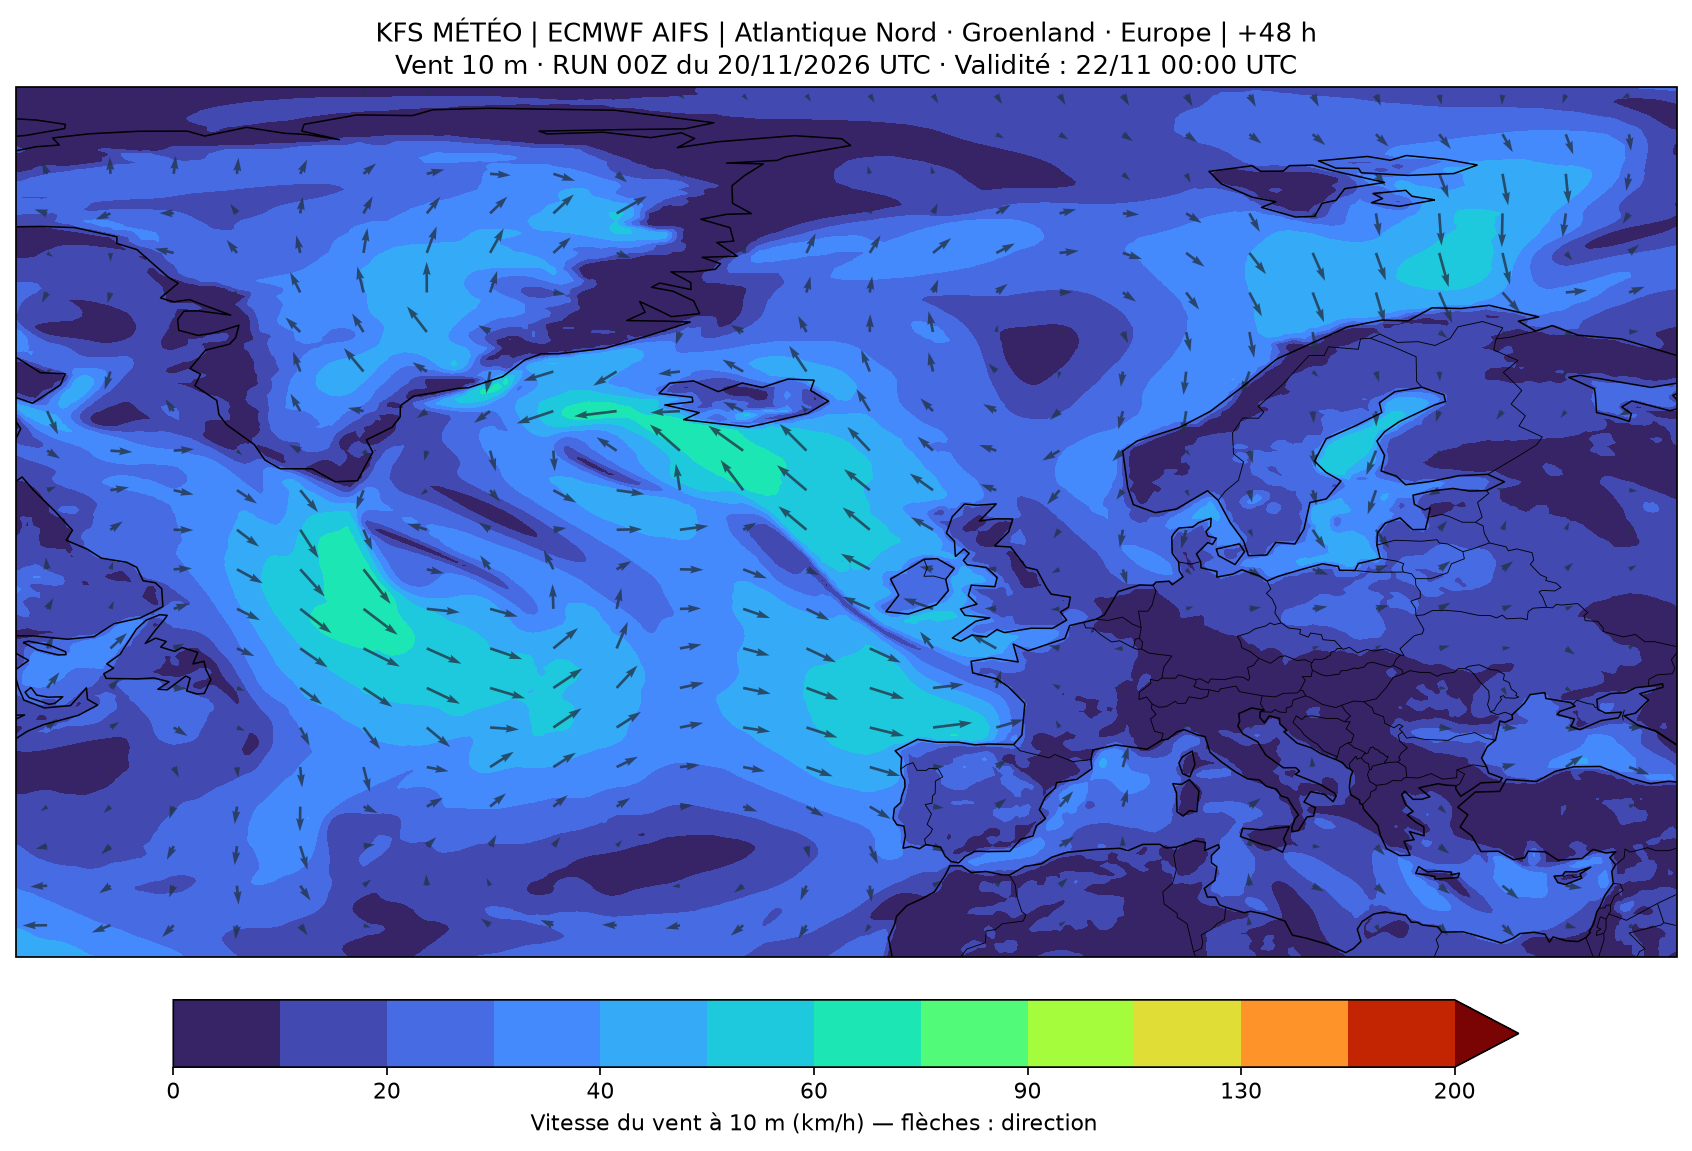 KFS MÉTÉO | ECMWF AIFS | Atlantique Nord · Groenland · Europe | +48 h
Vent 10 m · RUN 00Z du 20/11/2026 UTC · Validité : 22/11 00:00 UTC
0 20 40 60 90 130 200
Vitesse du vent à 10 m (km/h) — flèches : direction